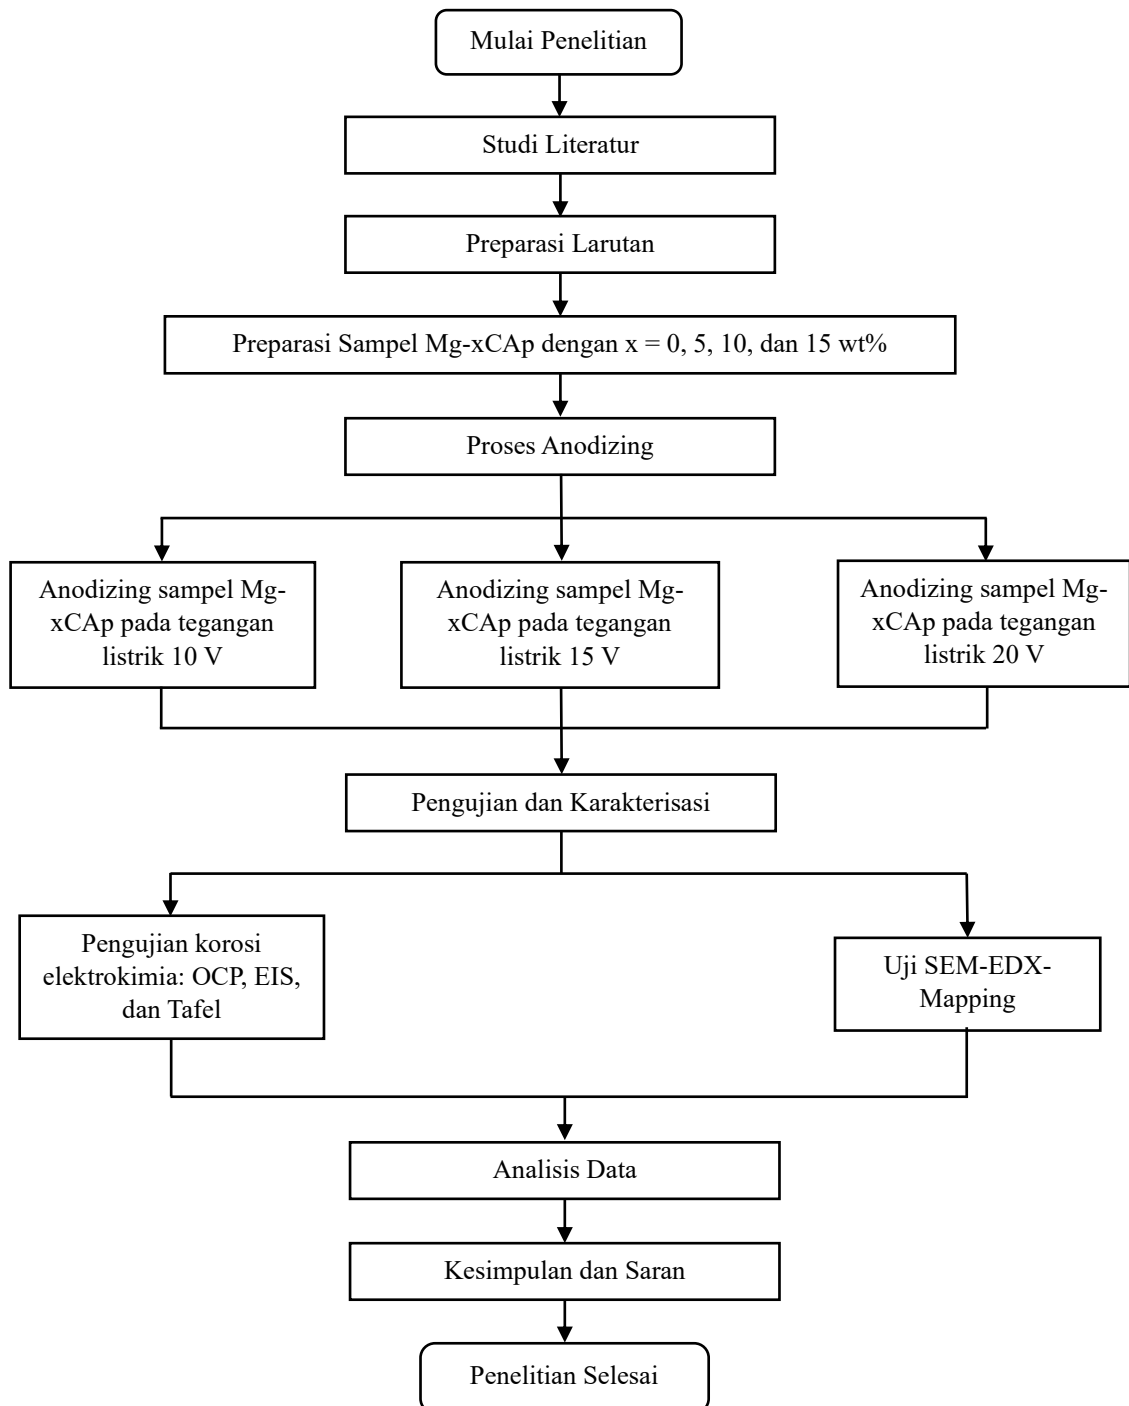 Mulai Penelitian
Studi Literatur
Preparasi Larutan
Preparasi Sampel Mg-xCAp dengan x = 0, 5, 10, dan 15 wt%
Proses Anodizing
Anodizing sampel Mg-
xCAp pada tegangan
listrik 10 V
Anodizing sampel Mg-
xCAp pada tegangan
listrik 15 V
Anodizing sampel Mg-
xCAp pada tegangan
listrik 20 V
Pengujian dan Karakterisasi
Pengujian korosi
elektrokimia: OCP, EIS,
dan Tafel
Uji SEM-EDX-
Mapping
Analisis Data
Kesimpulan dan Saran
Penelitian Selesai